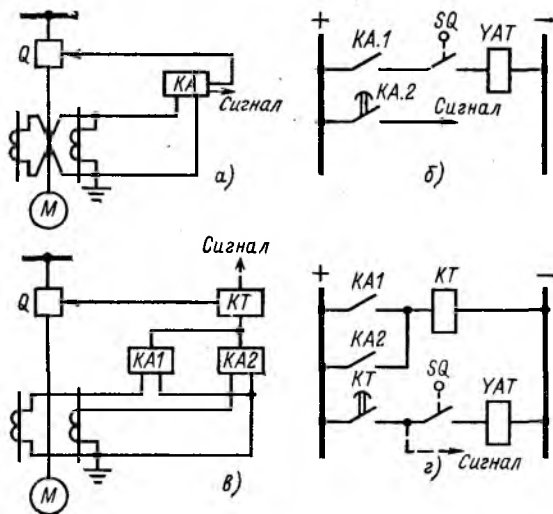 Q
KA
Сигнал
M
а)
+
−
KA.1
SQ
YAT
KA.2
Сигнал
б)
Сигнал
Q
KT
KA1
KA2
M
в)
+
−
KA1
KT
KA2
KT
SQ
YAT
Сигнал
г)